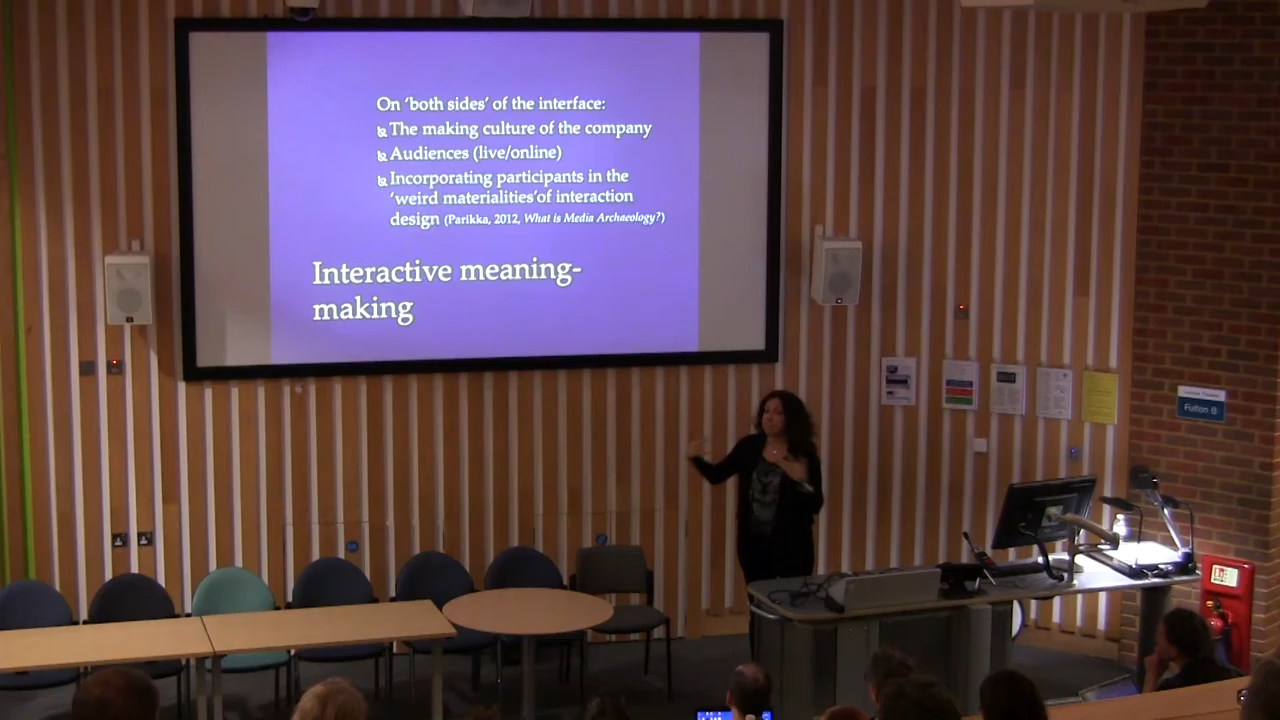 On 'both sides' of the interface:
The making culture of the company
Audiences (live/online)
Incorporating participants in the
'weird materialities'of interaction
design (Parikka, 2012, What is Media Archaeology?)
Interactive meaning-
making
Fulton B